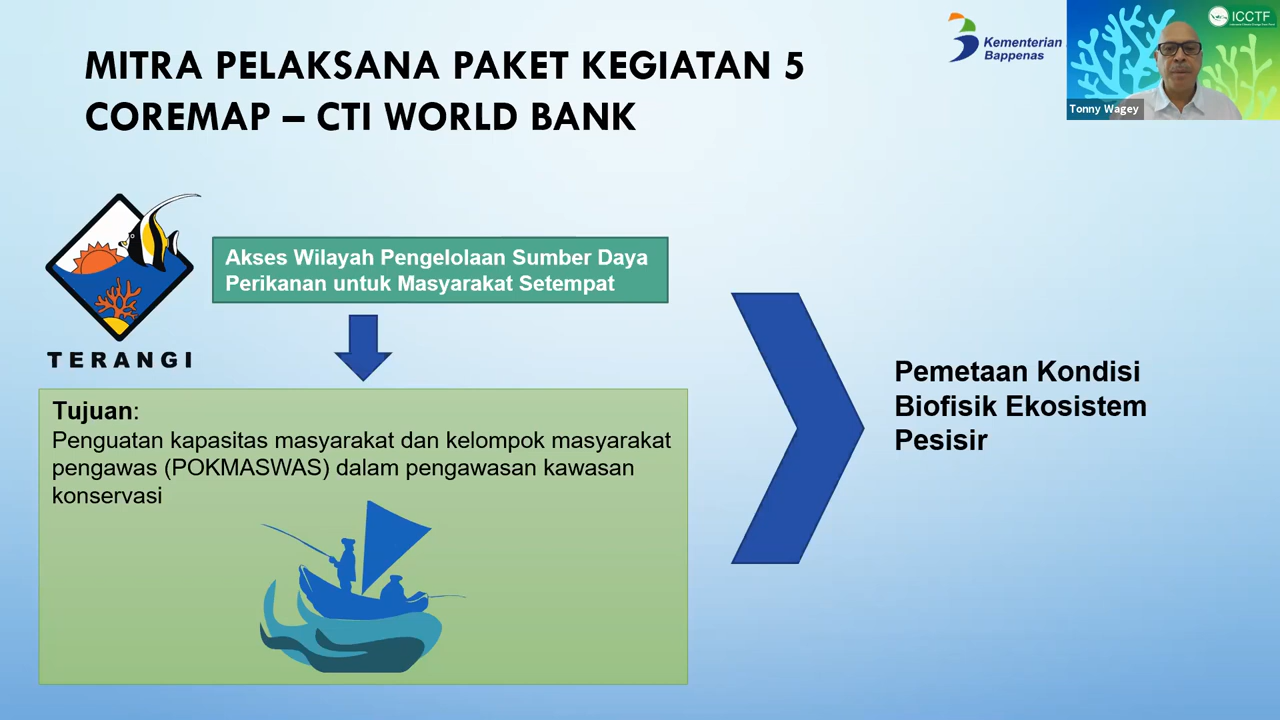 MITRA PELAKSANA PAKET KEGIATAN 5
COREMAP – CTI WORLD BANK
Kementerian
Bappenas
ICCTF
Tonny Wagey
TERANGI
Akses Wilayah Pengelolaan Sumber Daya
Perikanan untuk Masyarakat Setempat
Tujuan:
Penguatan kapasitas masyarakat dan kelompok masyarakat
pengawas (POKMASWAS) dalam pengawasan kawasan
konservasi
Pemetaan Kondisi
Biofisik Ekosistem
Pesisir